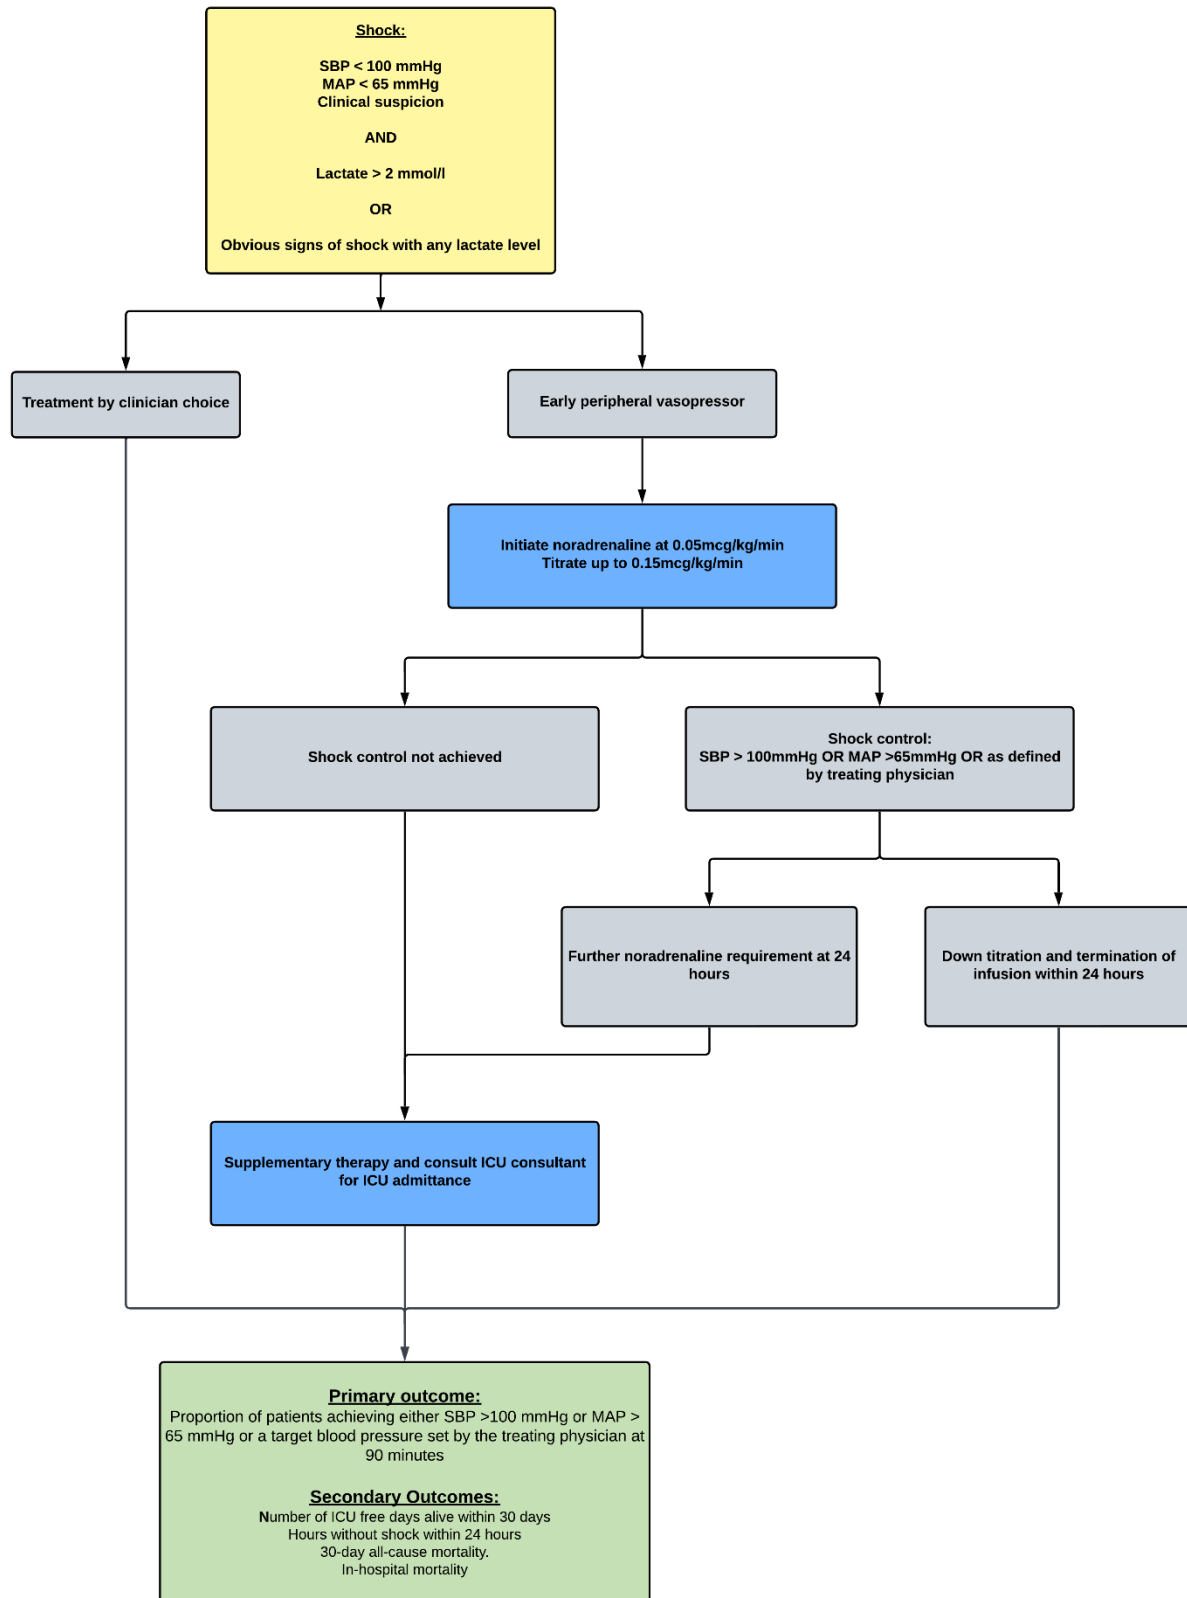 Shock:
SBP < 100 mmHg
MAP < 65 mmHg
Clinical suspicion
AND
Lactate > 2 mmol/l
OR
Obvious signs of shock with any lactate level
Treatment by clinician choice
Early peripheral vasopressor
Initiate noradrenaline at 0.05mcg/kg/min
Titrate up to 0.15mcg/kg/min
Shock control not achieved
Shock control:
SBP > 100mmHg OR MAP >65mmHg OR as defined
by treating physician
Further noradrenaline requirement at 24
hours
Down titration and termination of
infusion within 24 hours
Supplementary therapy and consult ICU consultant
for ICU admittance
Primary outcome:
Proportion of patients achieving either SBP >100 mmHg or MAP >
65 mmHg or a target blood pressure set by the treating physician at
90 minutes
Secondary Outcomes:
Number of ICU free days alive within 30 days
Hours without shock within 24 hours
30-day all-cause mortality.
In-hospital mortality